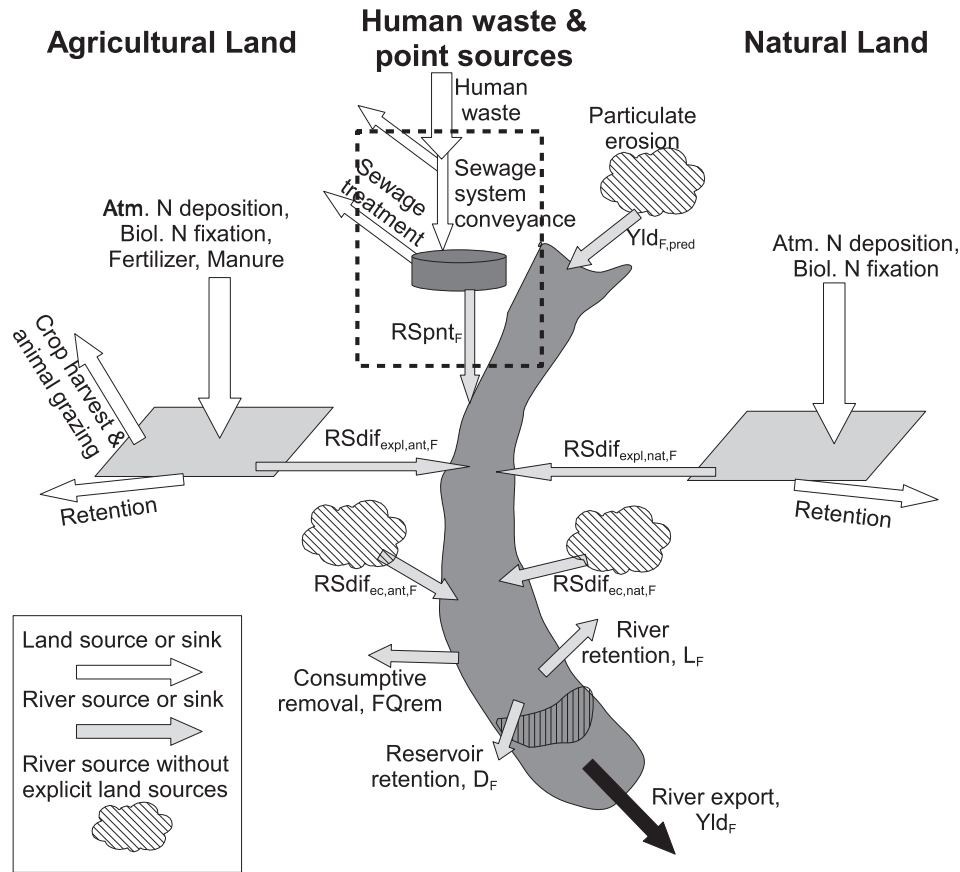 Agricultural Land
Human waste &
point sources
Natural Land
Human
waste
Particulate
erosion
Sewage
system
conveyance
Sewage
treatment
Yld_F,pred
Atm. N deposition,
Biol. N fixation,
Fertilizer, Manure
Atm. N deposition,
Biol. N fixation
RSpnt_F
Crop harvest &
animal grazing
RSdif_expl,ant,F
RSdif_expl,nat,F
Retention
Retention
RSdif_ec,ant,F
RSdif_ec,nat,F
Land source or sink
River source or sink
River source without
explicit land sources
River
retention, L_F
Consumptive
removal, FQrem
Reservoir
retention, D_F
River export,
Yld_F